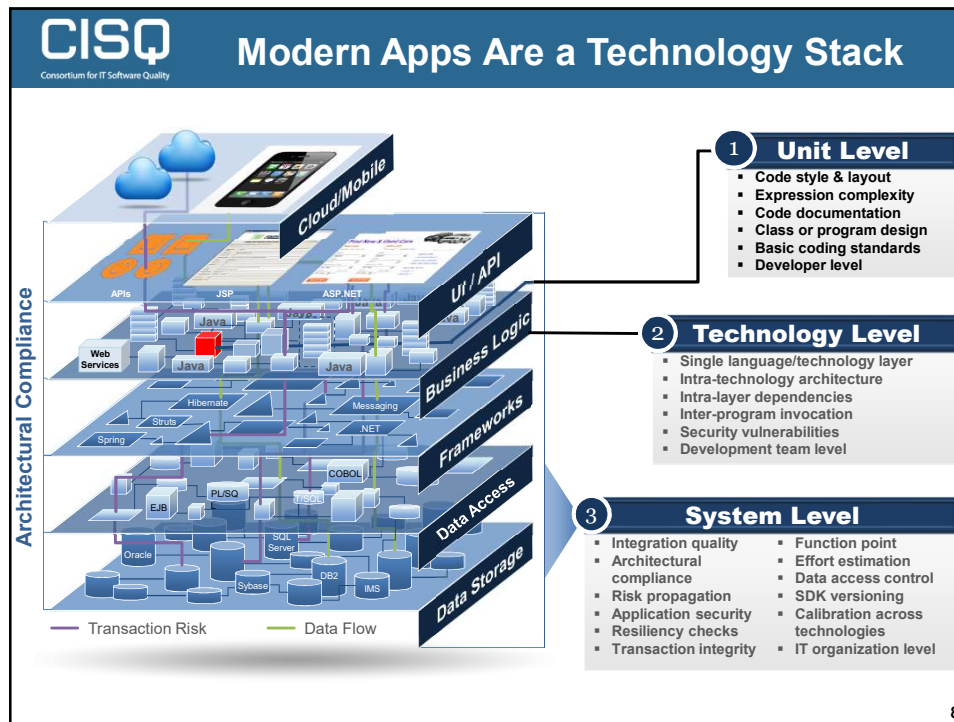 CISQ
Consortium for IT Software Quality
Modern Apps Are a Technology Stack
Architectural Compliance
Cloud/Mobile
UI / API
APIs
JSP
ASP.NET
Business Logic
Java
Java
Java
Java
Java
Web
Services
Frameworks
Hibernate
Messaging
Struts
.NET
Spring
Data Access
COBOL
PL/SQ
L
T/SQL
EJB
Data Storage
SQL
Server
Oracle
DB2
Sybase
IMS
Transaction Risk
Data Flow
1
Unit Level
▪ Code style & layout
▪ Expression complexity
▪ Code documentation
▪ Class or program design
▪ Basic coding standards
▪ Developer level
2
Technology Level
▪ Single language/technology layer
▪ Intra-technology architecture
▪ Intra-layer dependencies
▪ Inter-program invocation
▪ Security vulnerabilities
▪ Development team level
3
System Level
▪ Integration quality
▪ Architectural
compliance
▪ Risk propagation
▪ Application security
▪ Resiliency checks
▪ Transaction integrity
▪ Function point
▪ Effort estimation
▪ Data access control
▪ SDK versioning
▪ Calibration across
technologies
▪ IT organization level
8